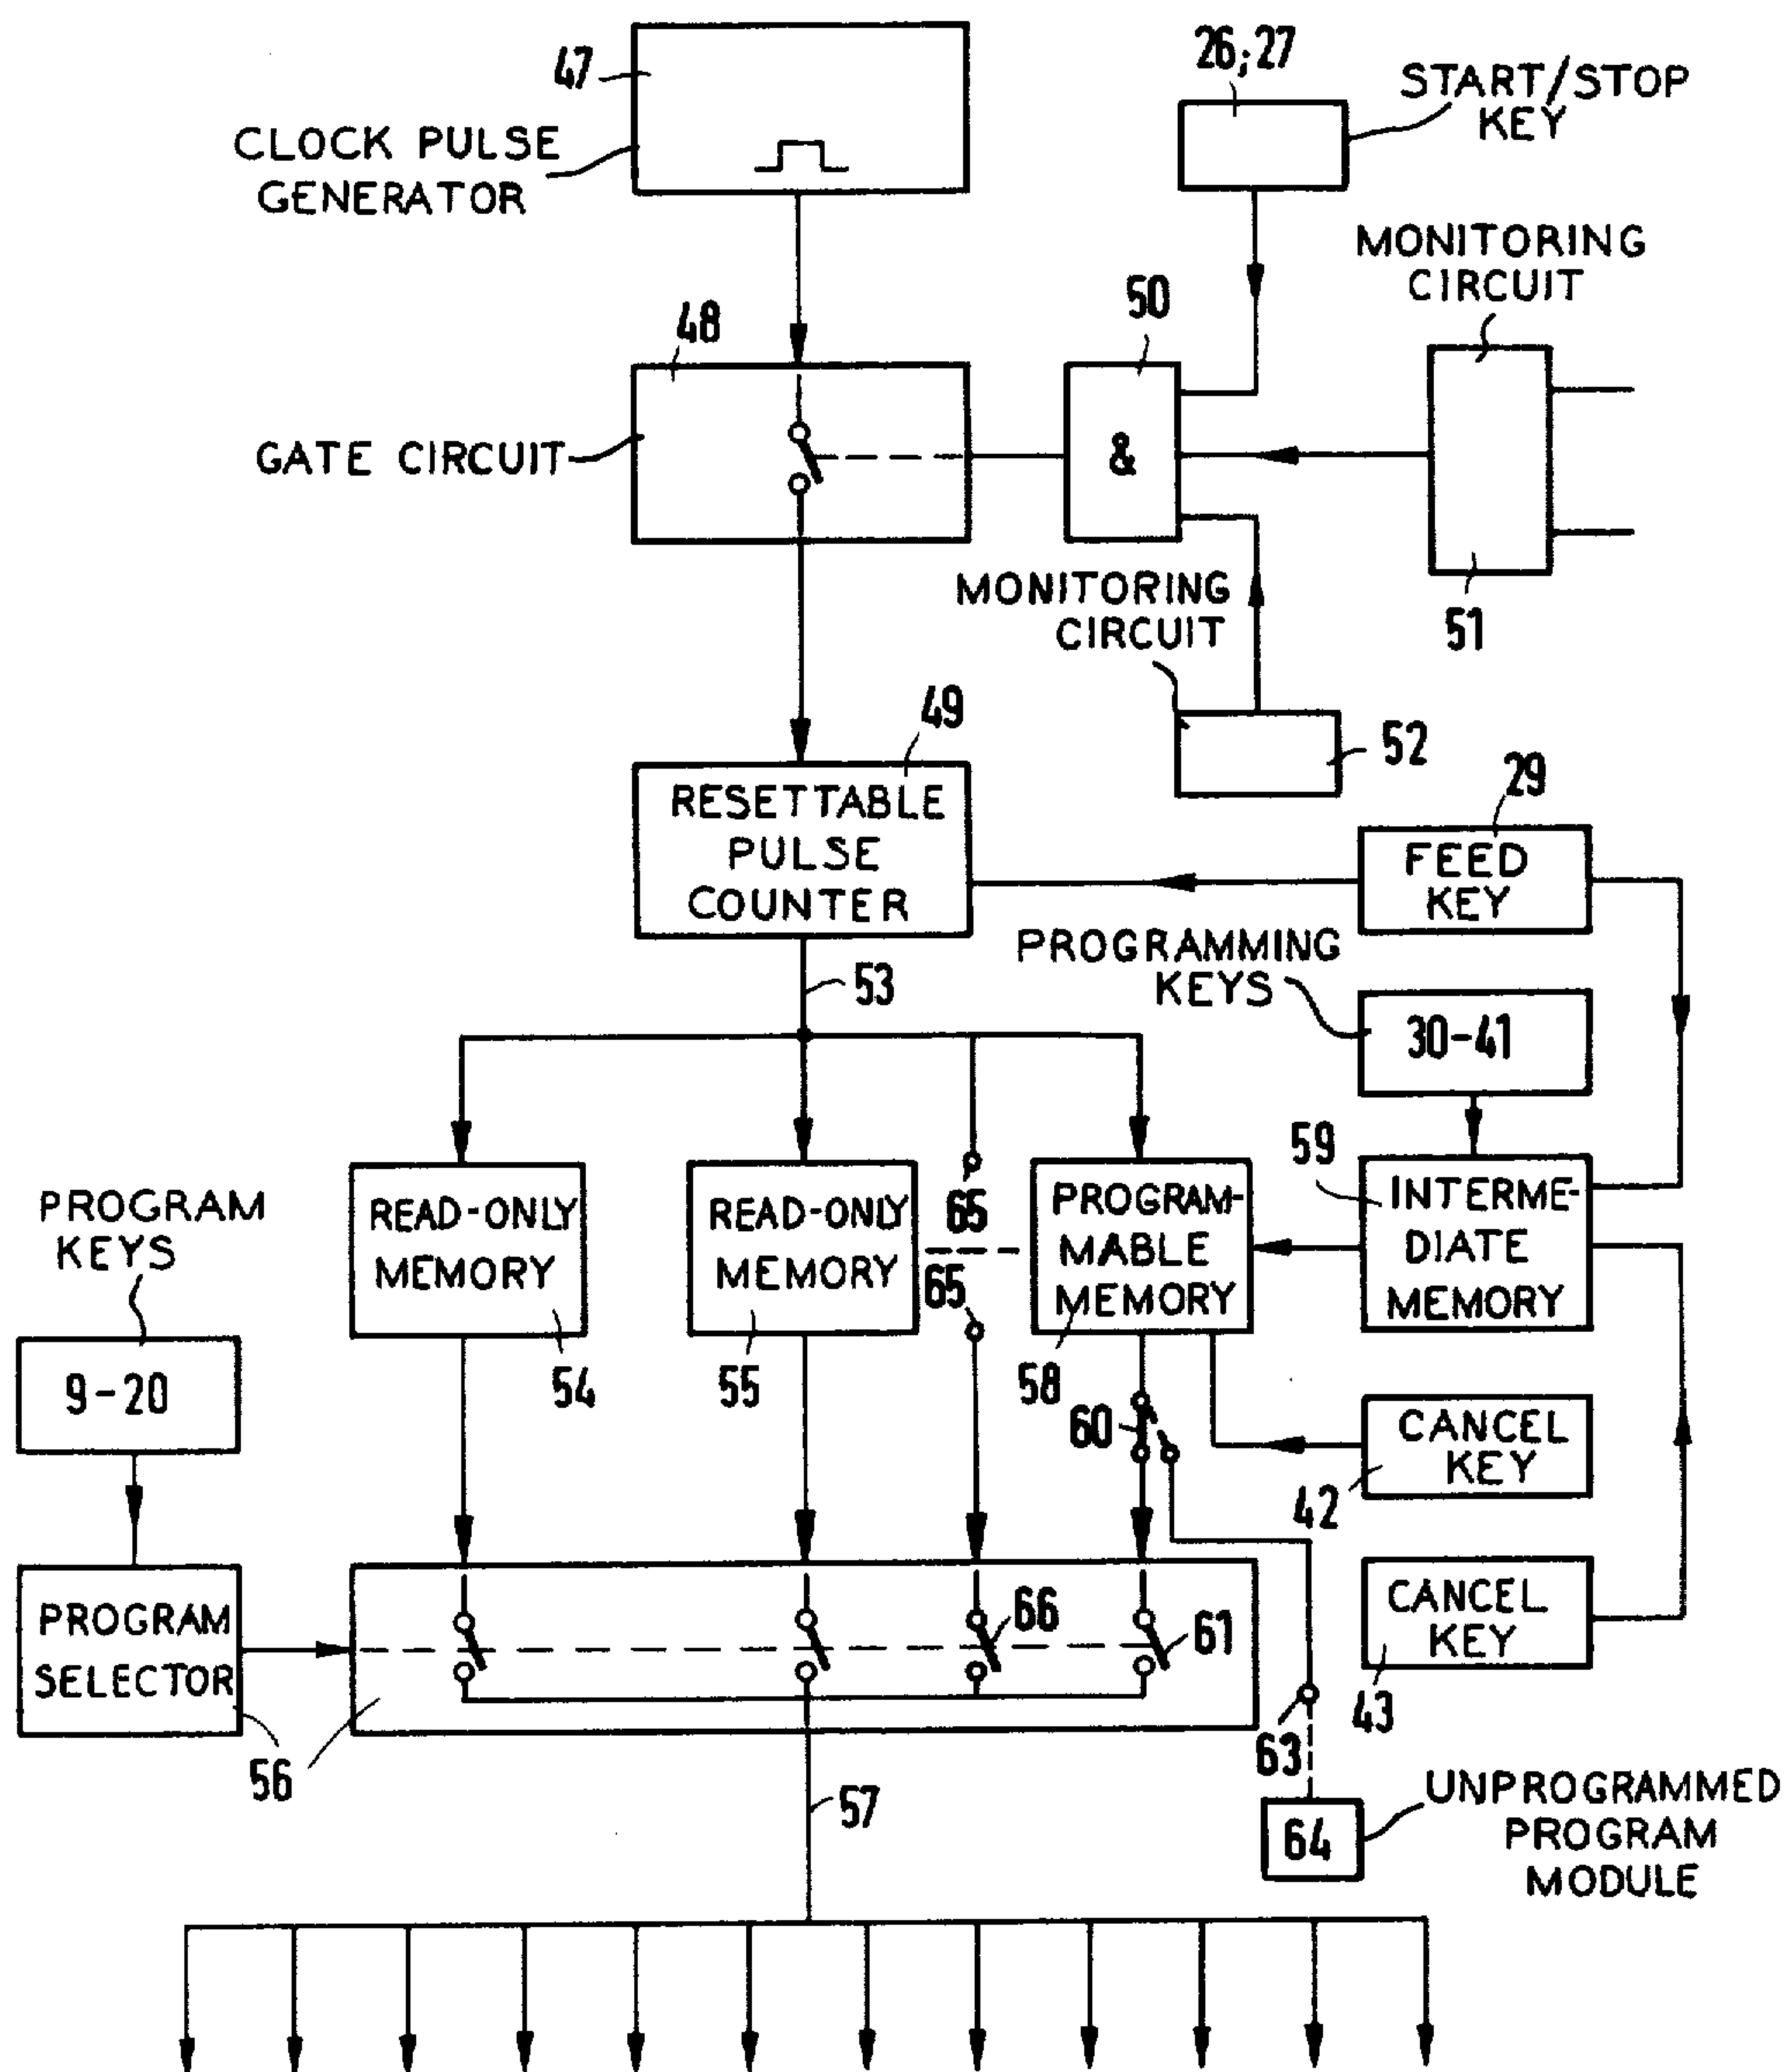 47
26; 27
START/STOP
KEY
CLOCK PULSE
GENERATOR
MONITORING
CIRCUIT
50
48
GATE CIRCUIT
&
51
MONITORING
CIRCUIT
52
49
RESETTABLE
PULSE
COUNTER
29
FEED
KEY
PROGRAMMING
KEYS
30-41
53
59
INTERME-
DIATE
MEMORY
PROGRAM
KEYS
9-20
READ-ONLY
MEMORY
54
READ-ONLY
MEMORY
55
65
65
PROGRAM-
MABLE
MEMORY
58
60
CANCEL
KEY
42
CANCEL
KEY
43
PROGRAM
SELECTOR
56
66
61
63
57
64
UNPROGRAMMED
PROGRAM
MODULE